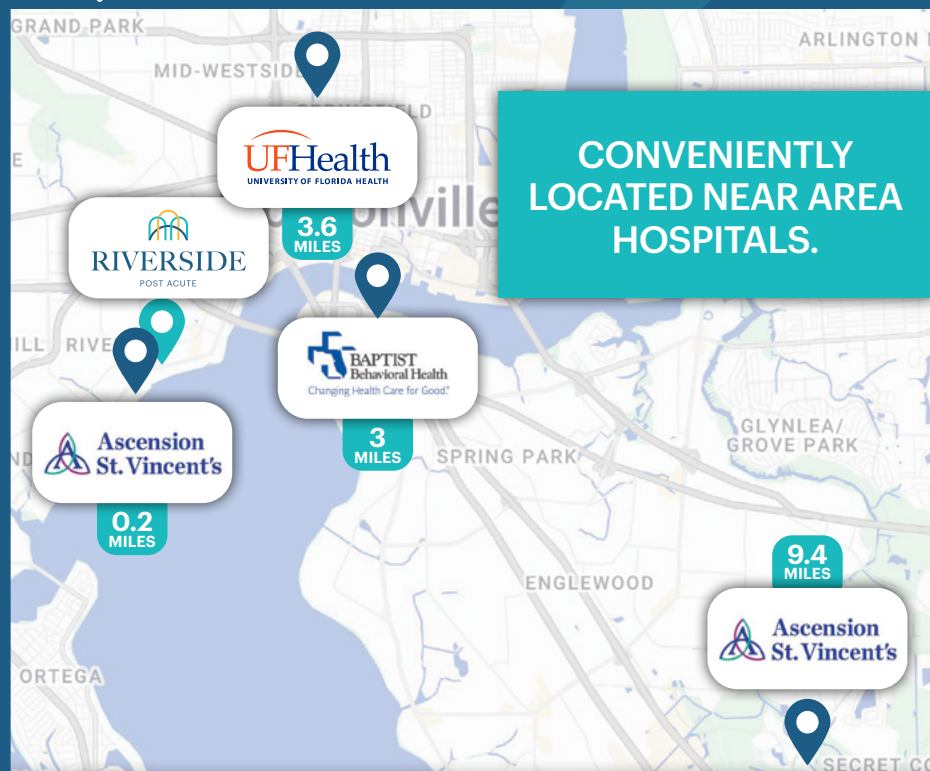 GRAND PARK
ARLINGTON
MID-WESTSIDE
UFHealth
UNIVERSITY OF FLORIDA HEALTH
CONVENIENTLY
LOCATED NEAR AREA
HOSPITALS.
3.6
MILES
RIVERSIDE
POST ACUTE
BAPTIST
Behavioral Health
Changing Health Care for Good.®
3
MILES
Ascension
St. Vincent's
0.2
MILES
SPRING PARK
GLYNLEA/
GROVE PARK
ENGLEWOOD
9.4
MILES
Ascension
St. Vincent's
ORTEGA
SECRET CO